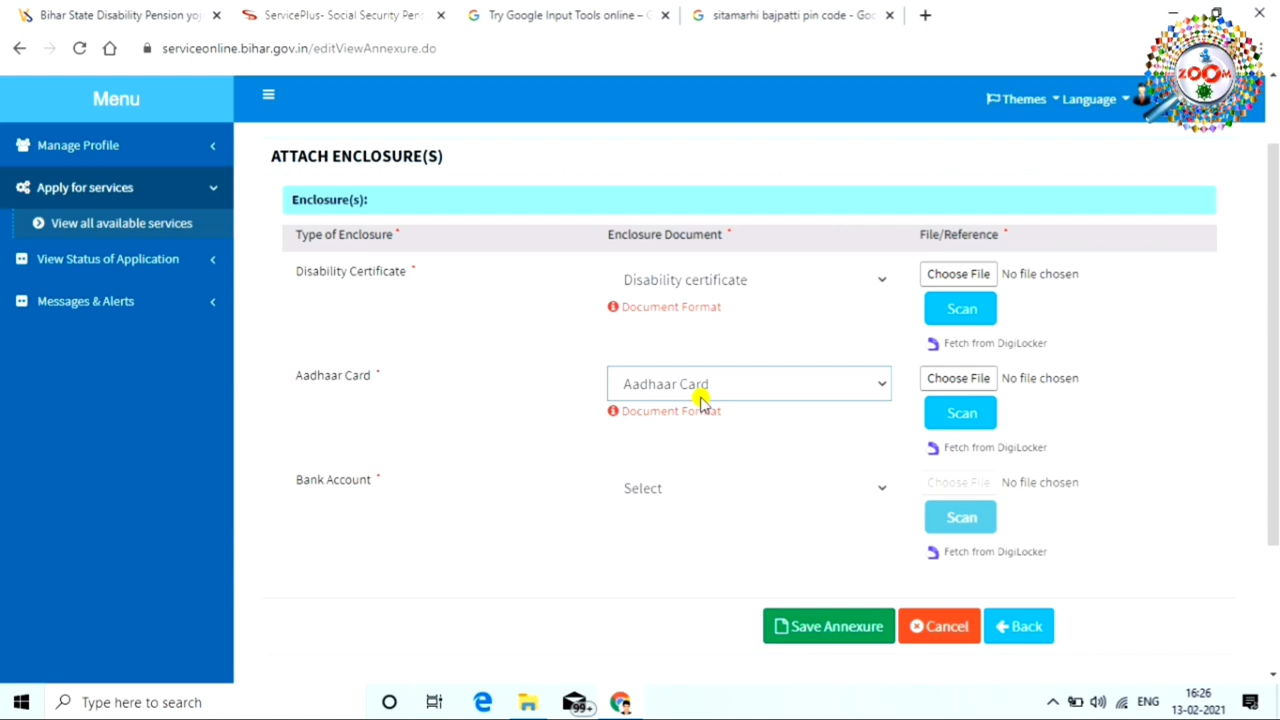 Bihar State Disability Pension yoj
ServicePlus- Social Security Pen
Try Google Input Tools online – G
sitamarhi bajpatti pin code - Goo
serviceonline.bihar.gov.in/editViewAnnexure.do
ZOOM
Menu
Themes Language
Manage Profile
Apply for services
View all available services
View Status of Application
Messages & Alerts
ATTACH ENCLOSURE(S)
Enclosure(s):
Type of Enclosure * Enclosure Document * File/Reference *
Disability Certificate * Disability certificate Choose File No file chosen
Document Format Scan
Fetch from DigiLocker
Aadhaar Card * Aadhaar Card Choose File No file chosen
Document Format Scan
Fetch from DigiLocker
Bank Account * Select Choose File No file chosen
Scan
Fetch from DigiLocker
Save Annexure Cancel Back
Type here to search
99+
ENG
16:26
13-02-2021